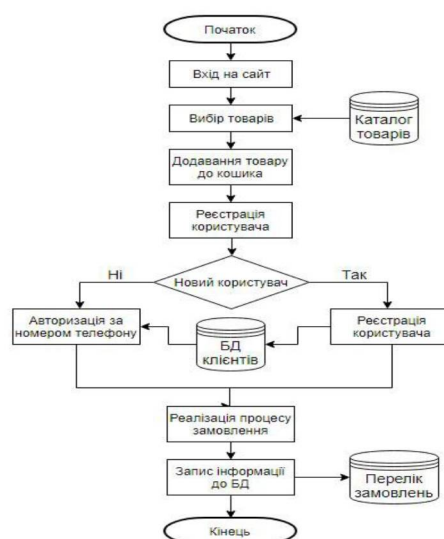 Початок
Вхід на сайт
Вибір товарів
Каталог
товарів
Додавання товару
до кошика
Реєстрація
користувача
Ні
Новий користувач
Так
Авторизація за
номером телефону
БД
клієнтів
Реєстрація
користувача
Реалізація процесу
замовлення
Запис інформації
до БД
Перелік
замовлень
Кінець